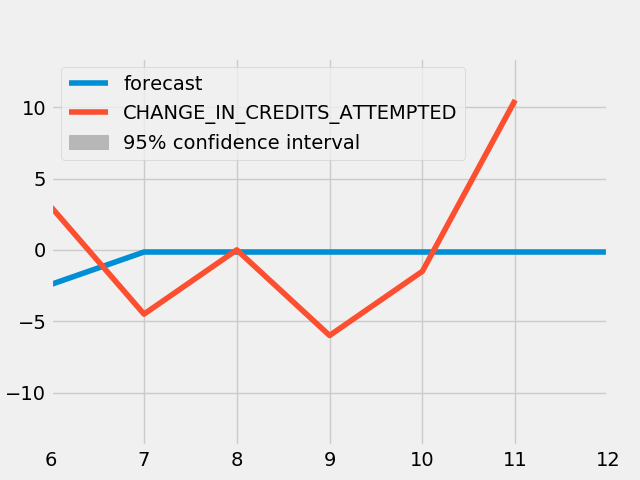 forecast
CHANGE_IN_CREDITS_ATTEMPTED
95% confidence interval
10
5
0
−5
−10
6 7 8 9 10 11 12